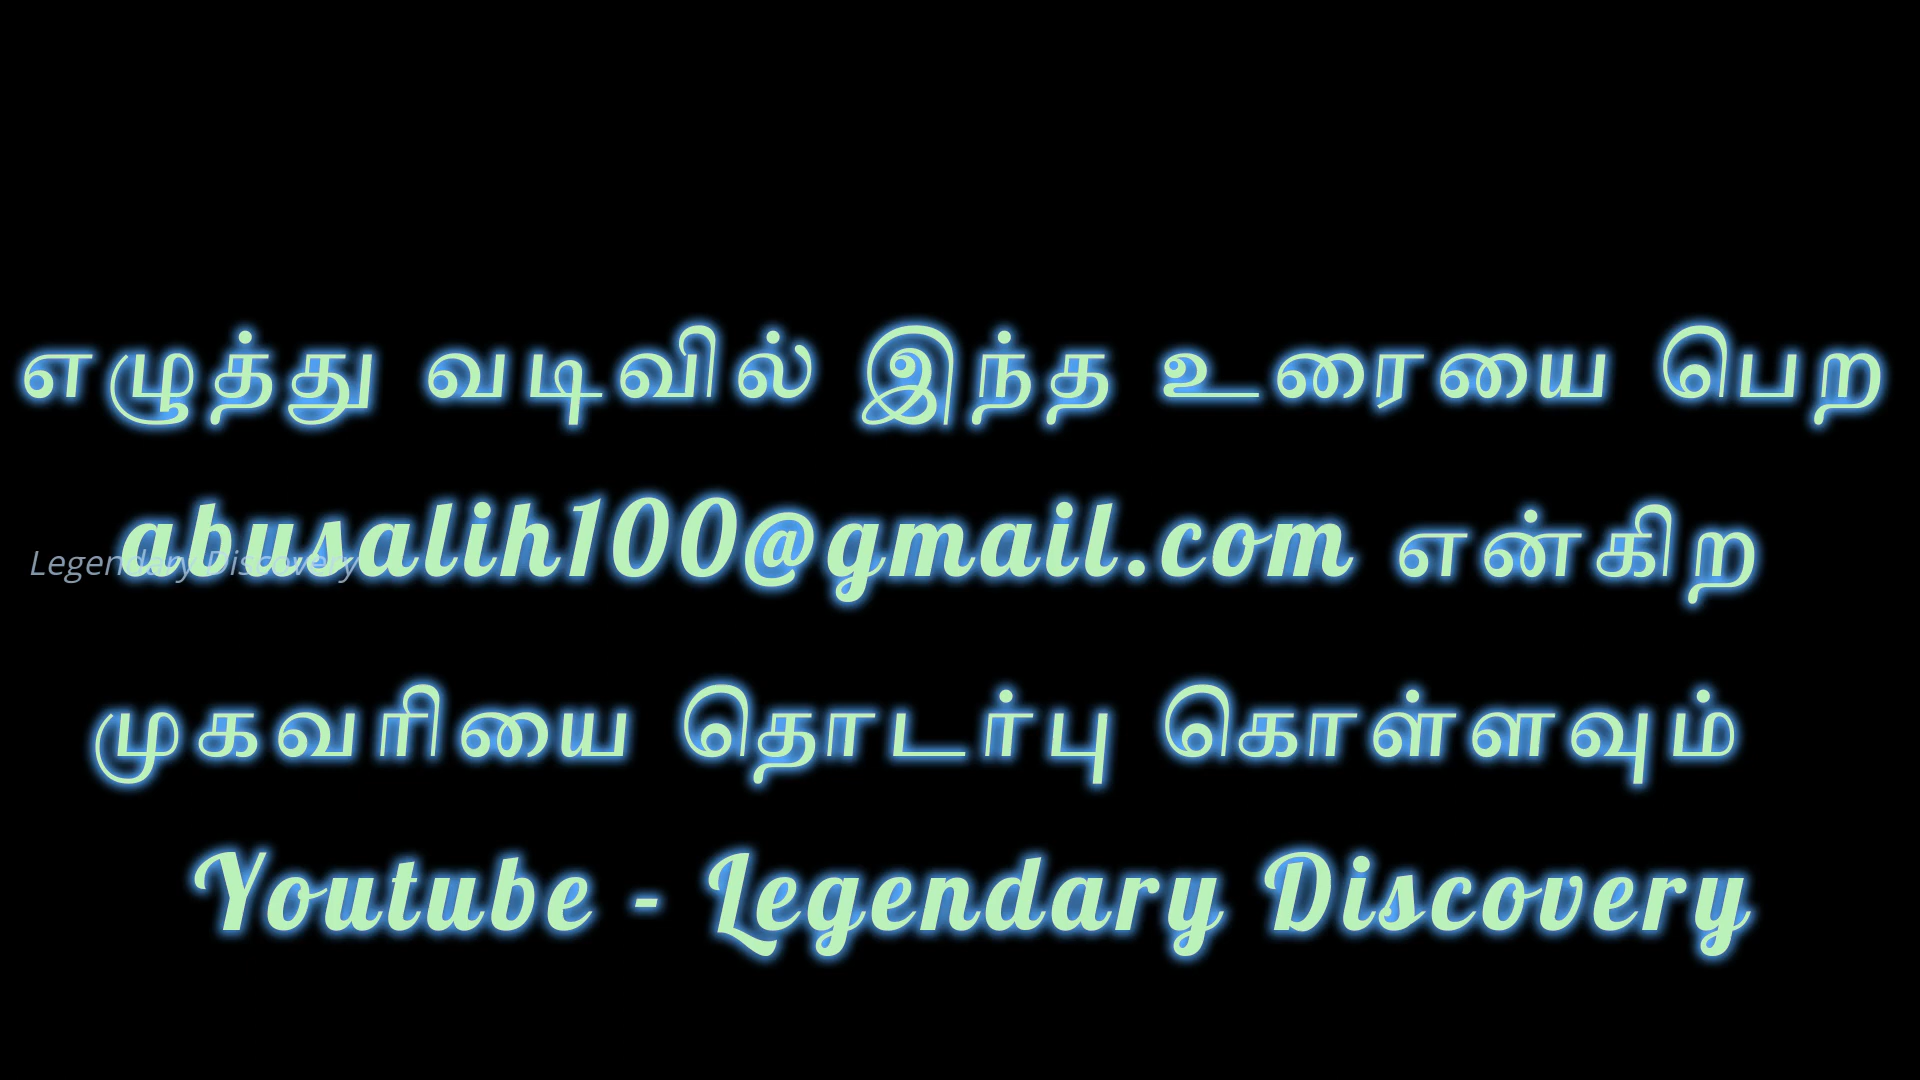 எழுத்து வடிவில் இந்த உரையை பெற
abusalih100@gmail.com என்கிற
Legendary Discovery
முகவரியை தொடர்பு கொள்ளவும்
Youtube - Legendary Discovery